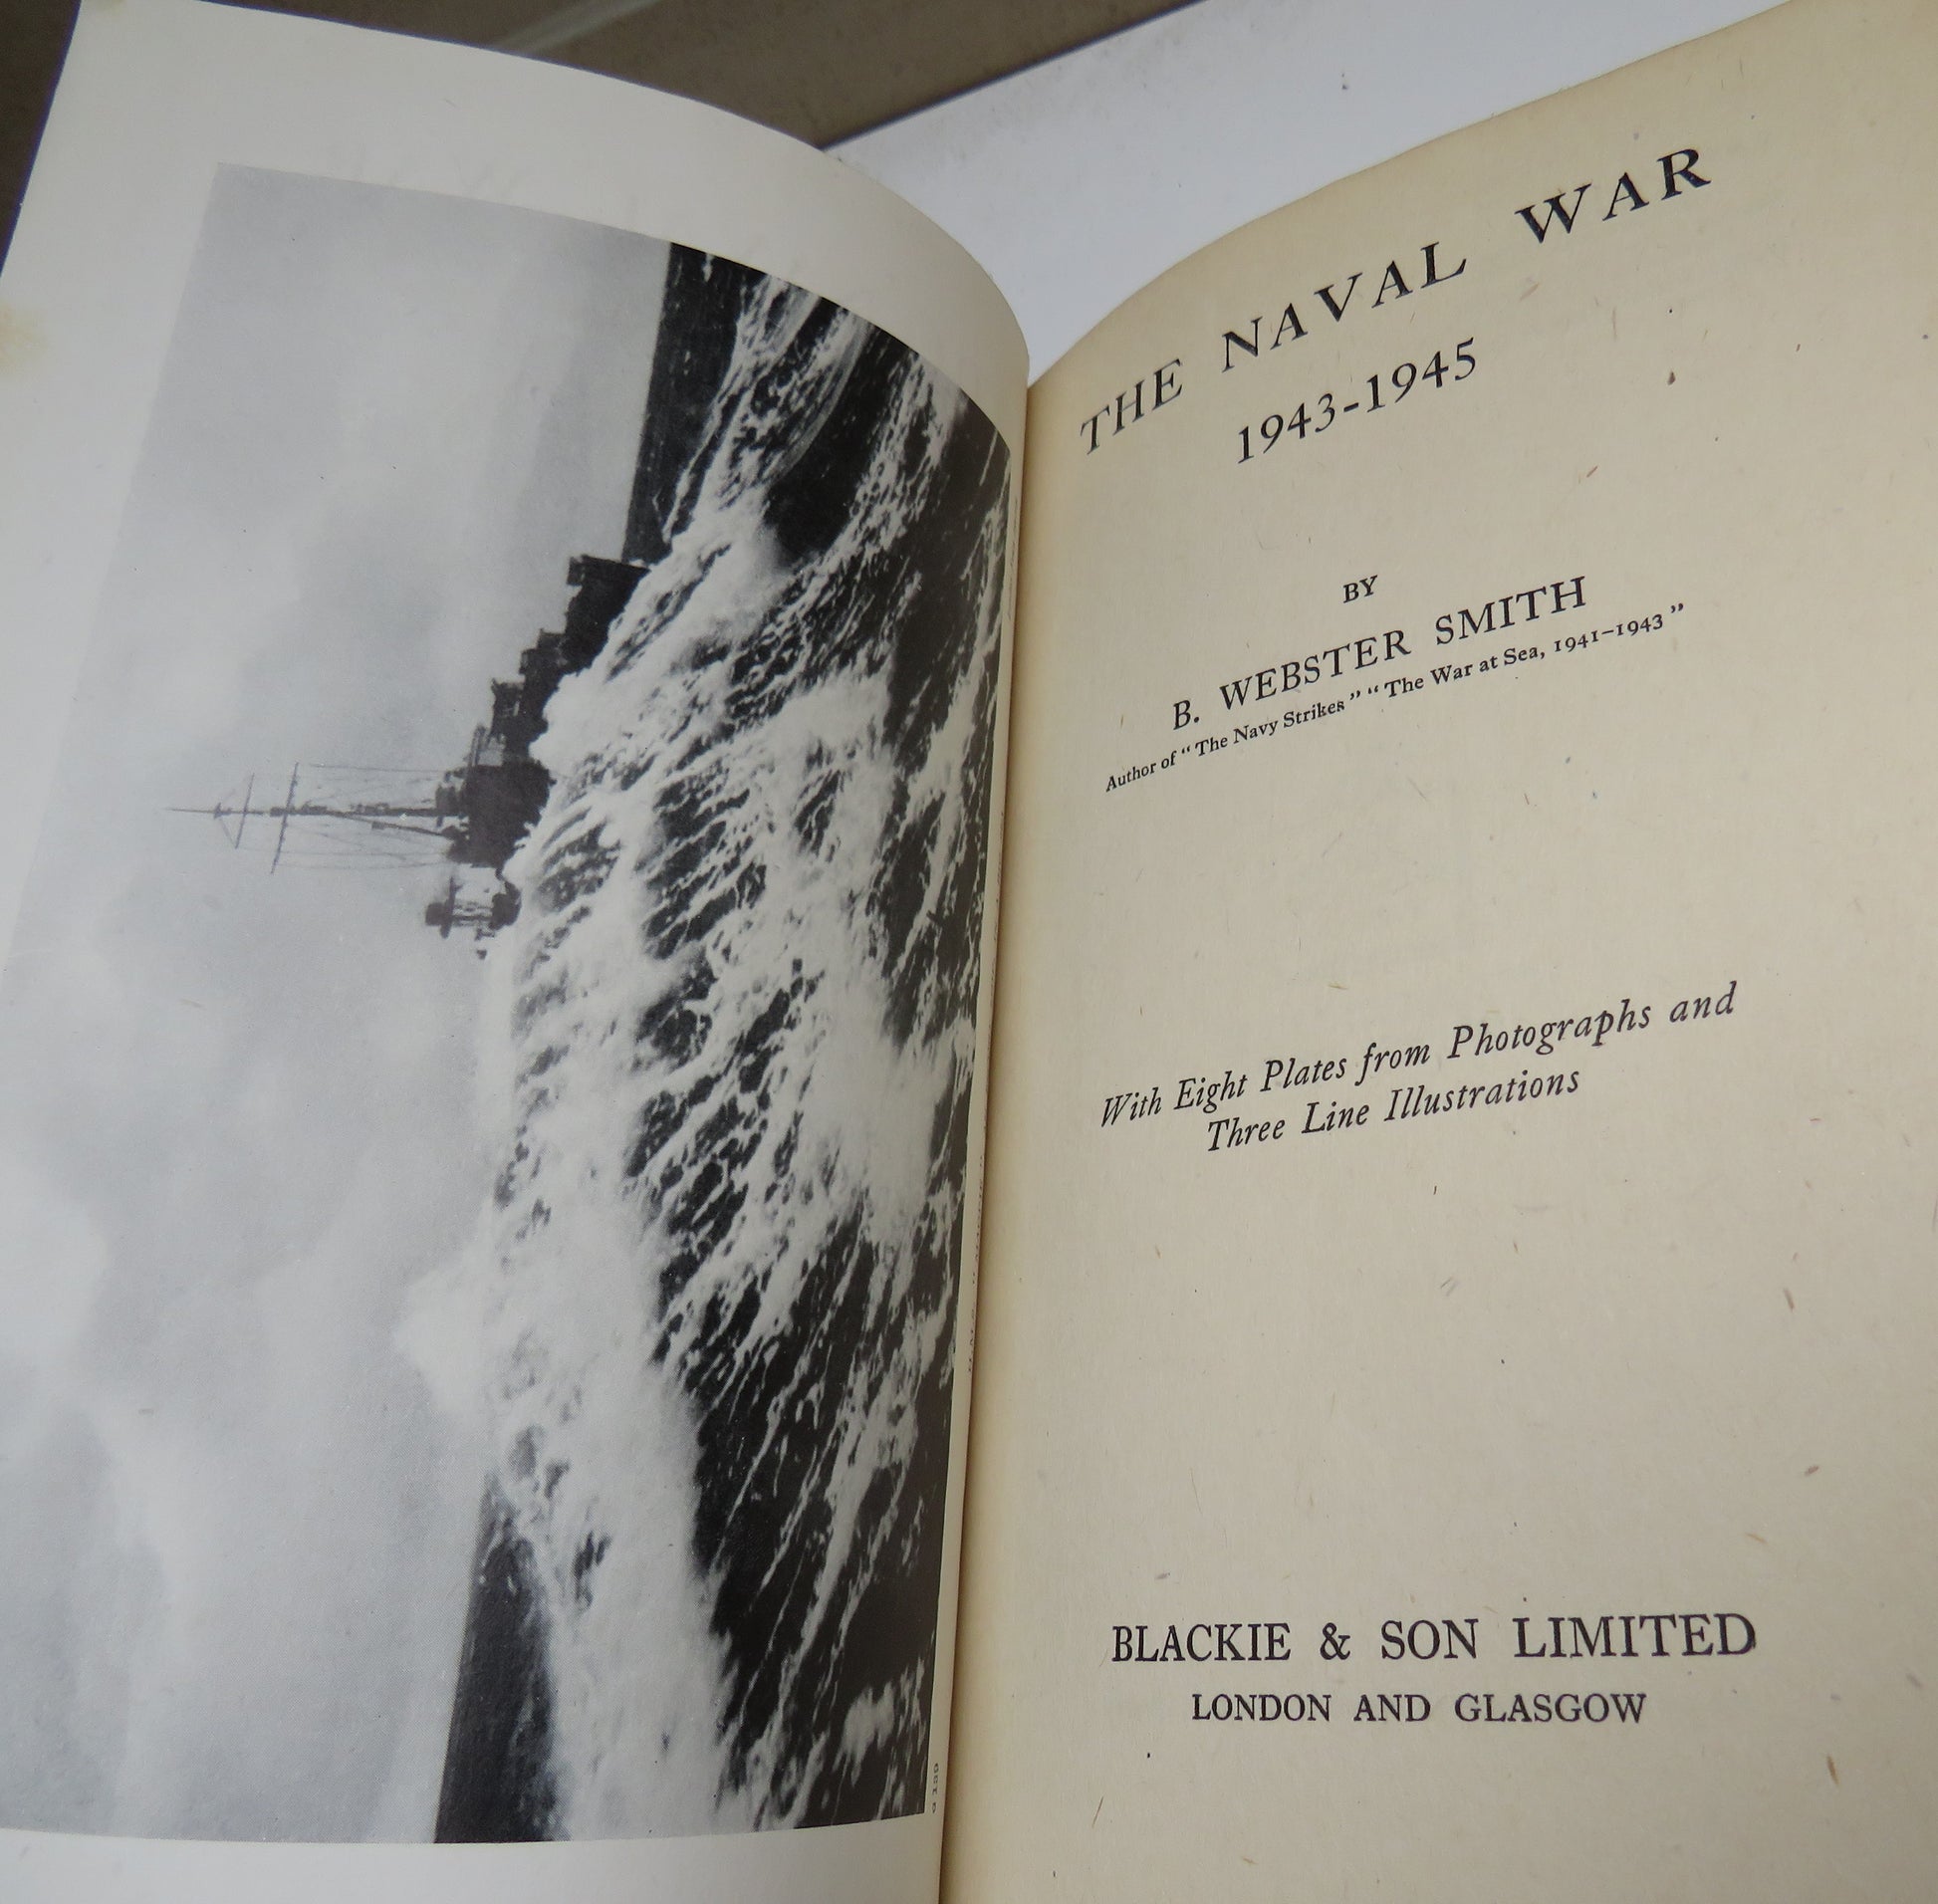 THE NAVAL WAR
1943-1945
BY
B. WEBSTER SMITH
Author of “The Navy Strikes” “The War at Sea, 1941–1943”
With Eight Plates from Photographs and
Three Line Illustrations
BLACKIE & SON LIMITED
LONDON AND GLASGOW